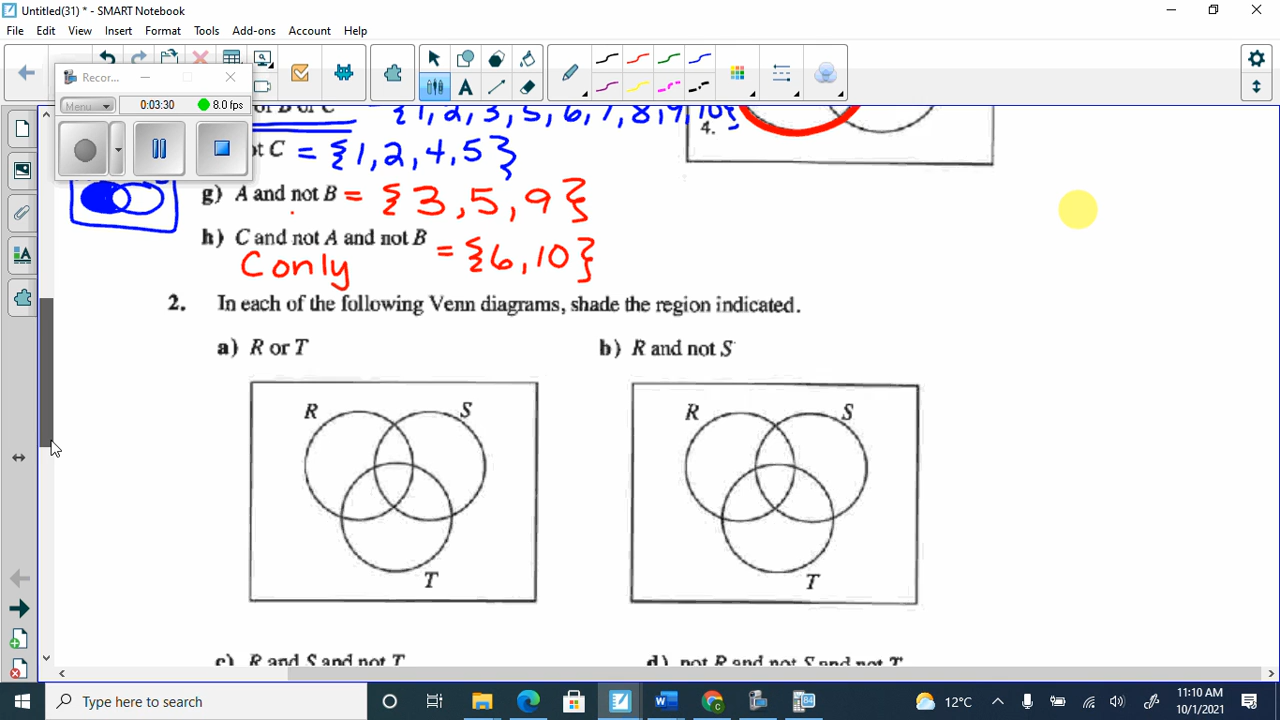 Untitled(31) * - SMART Notebook
File Edit View Insert Format Tools Add-ons Account Help
Recor...
0:03:30 8.0 fps
Menu
or B or C {1,2,3,5,6,7,8,9,10}
4.
C = {1,2,4,5}
g) A and not B = {3,5,9}
h) C and not A and not B = {6,10}
C only
2. In each of the following Venn diagrams, shade the region indicated.
a) R or T b) R and not S
R S R S
T T
c) R and S and not T d) not R and not S and not T
Type here to search
12°C
11:10 AM
10/1/2021